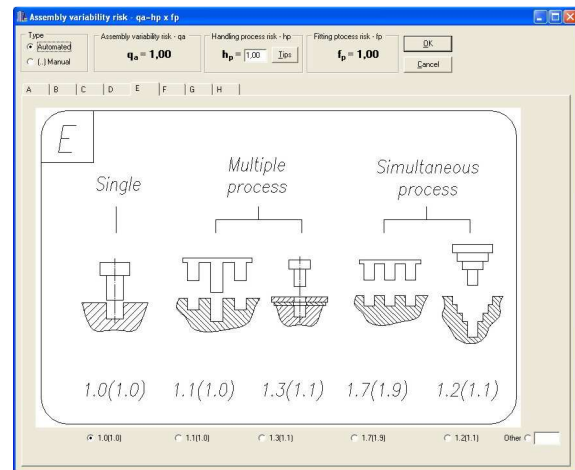 Assembly variability risk - qa=hp x fp
Type
Automated
(..) Manual
Assembly variability risk - qa
qa = 1,00
Handling process risk - hp
hp = 1,00 Tips
Fitting ptocess risk - fp
fp = 1,00
OK
Cancel
A B C D E F G H
E
Single
Multiple
process
Simultaneous
process
1.0(1.0) 1.1(1.0) 1.3(1.1) 1.7(1.9) 1.2(1.1)
1.0(1.0) 1.1(1.0) 1.3(1.1) 1.7(1.9) 1.2(1.1) Other